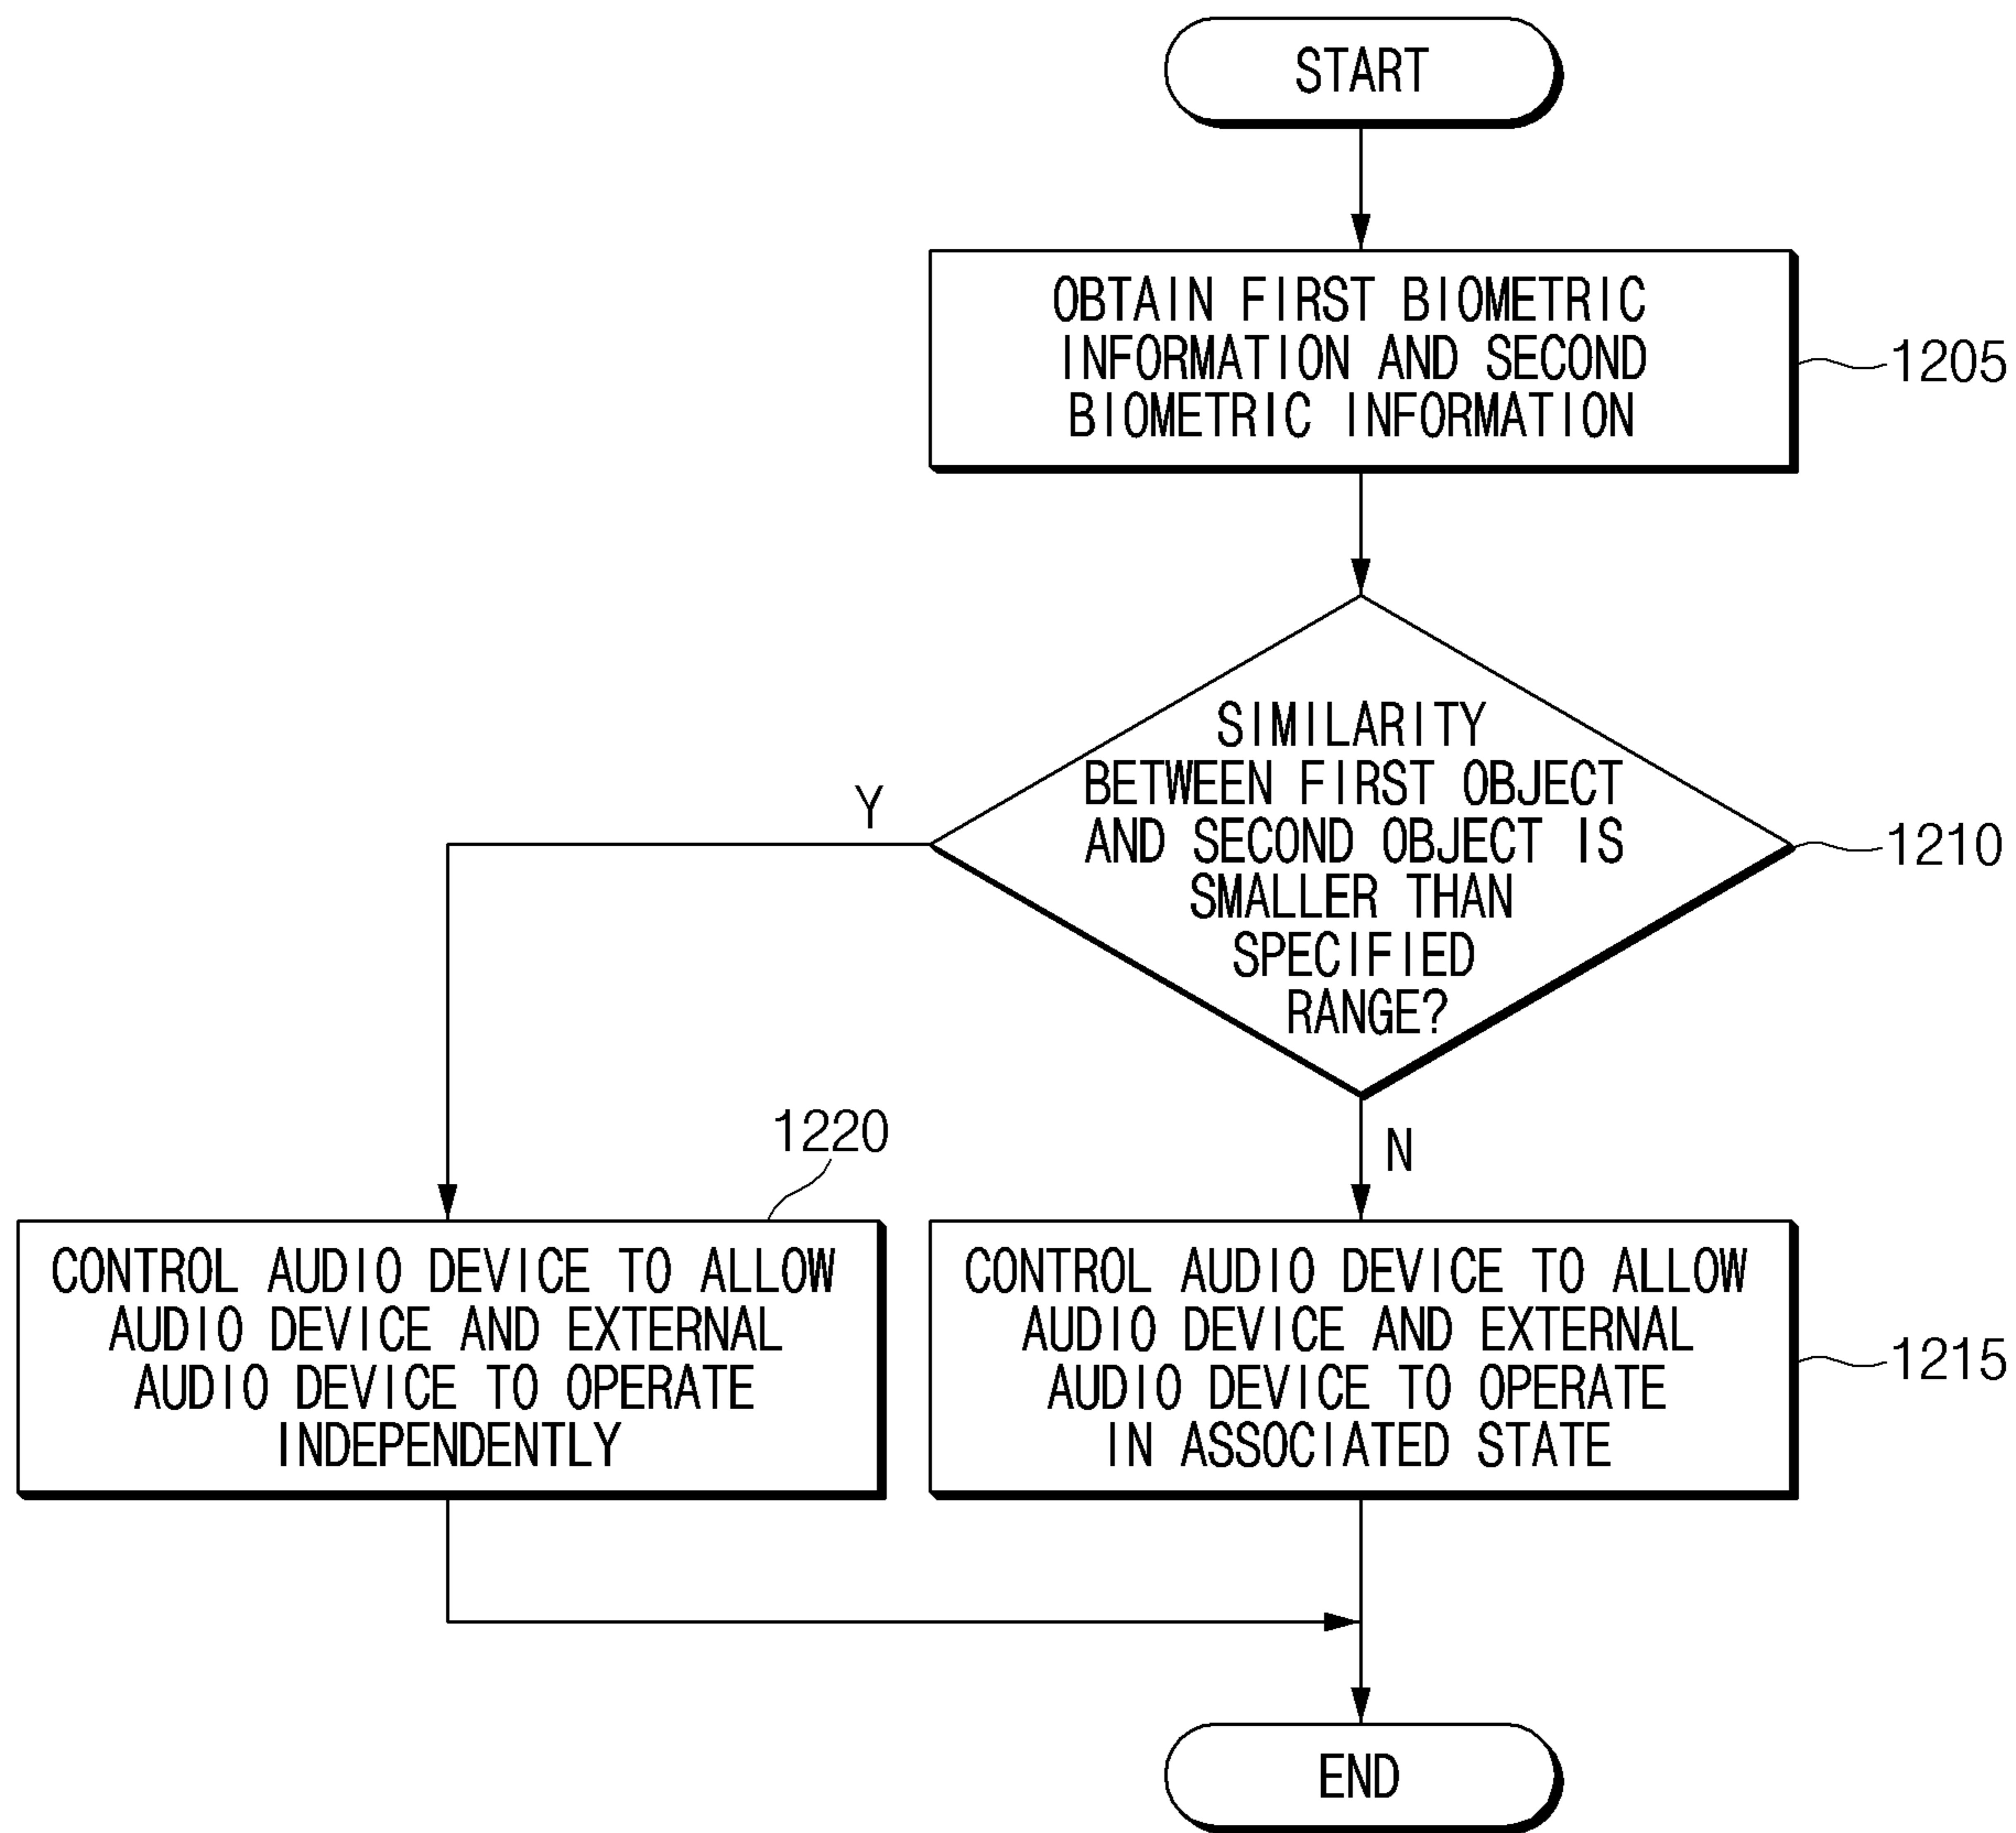 START
OBTAIN FIRST BIOMETRIC
INFORMATION AND SECOND
BIOMETRIC INFORMATION
1205
SIMILARITY
BETWEEN FIRST OBJECT
AND SECOND OBJECT IS
SMALLER THAN
SPECIFIED
RANGE?
1210
Y
N
1220
CONTROL AUDIO DEVICE TO ALLOW
AUDIO DEVICE AND EXTERNAL
AUDIO DEVICE TO OPERATE
INDEPENDENTLY
CONTROL AUDIO DEVICE TO ALLOW
AUDIO DEVICE AND EXTERNAL
AUDIO DEVICE TO OPERATE
IN ASSOCIATED STATE
1215
END